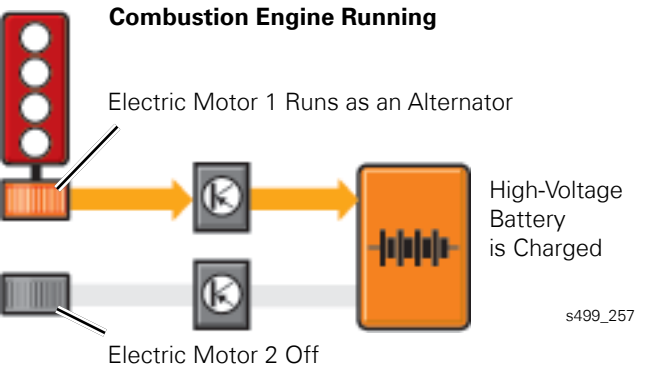 Combustion Engine Running
Electric Motor 1 Runs as an Alternator
High-Voltage
Battery
is Charged
s499_257
Electric Motor 2 Off